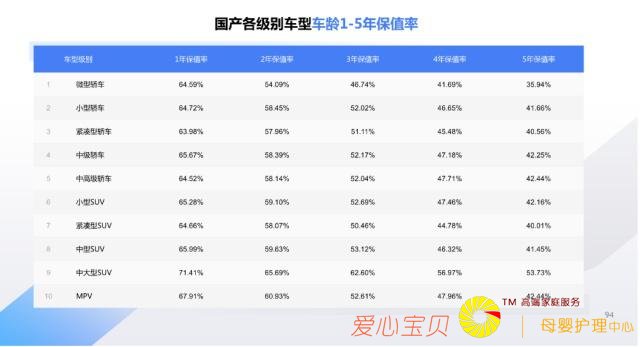 国产各级别车型车龄1-5年保值率
车型级别 1年保值率 2年保值率 3年保值率 4年保值率 5年保值率
1 微型轿车 64.59% 54.09% 46.74% 41.69% 35.94%
2 小型轿车 64.72% 58.45% 52.02% 46.65% 41.66%
3 紧凑型轿车 63.98% 57.96% 51.11% 45.48% 40.56%
4 中级轿车 65.67% 58.39% 52.17% 47.18% 42.25%
5 中高级轿车 64.52% 58.14% 52.04% 47.71% 42.44%
6 小型SUV 65.28% 59.10% 52.69% 47.46% 42.16%
7 紧凑型SUV 64.66% 58.07% 50.46% 44.78% 40.01%
8 中型SUV 65.99% 59.63% 53.12% 46.32% 41.45%
9 中大型SUV 71.41% 65.69% 62.60% 56.97% 53.73%
10 MPV 67.91% 60.93% 52.61% 47.96% 42.44%
TM 高端家庭服务
94
爱心宝贝 母婴护理中心